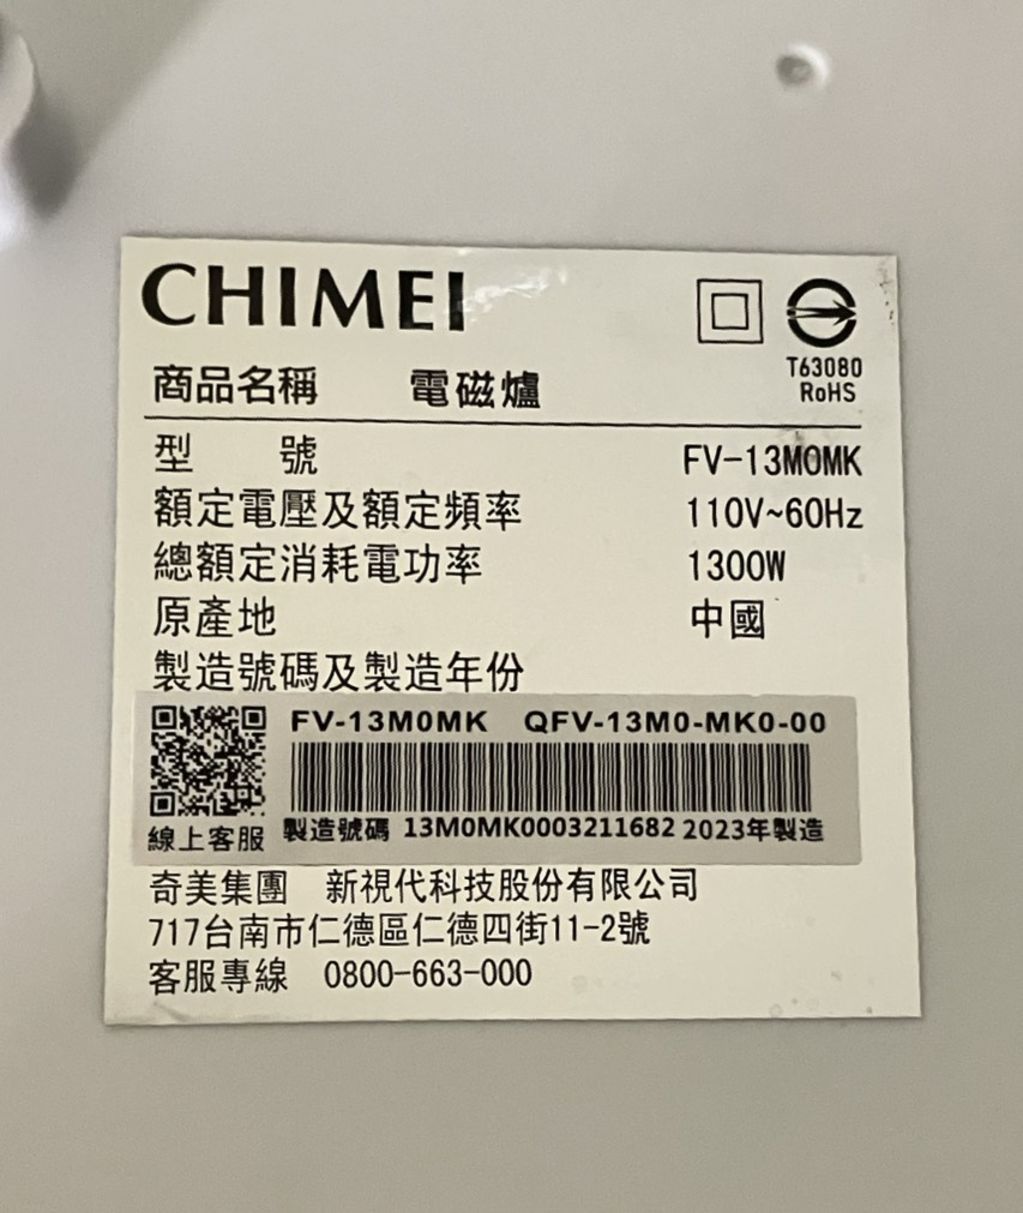 CHIMEI
T63080
RoHS
商品名稱 電磁爐
型 號 FV-13M0MK
額定電壓及額定頻率 110V~60Hz
總額定消耗電功率 1300W
原產地 中國
製造號碼及製造年份
FV-13M0MK QFV-13M0-MK0-00
線上客服 製造號碼 13M0MK0003211682 2023年製造
奇美集團 新視代科技股份有限公司
717台南市仁德區仁德四街11-2號
客服專線 0800-663-000